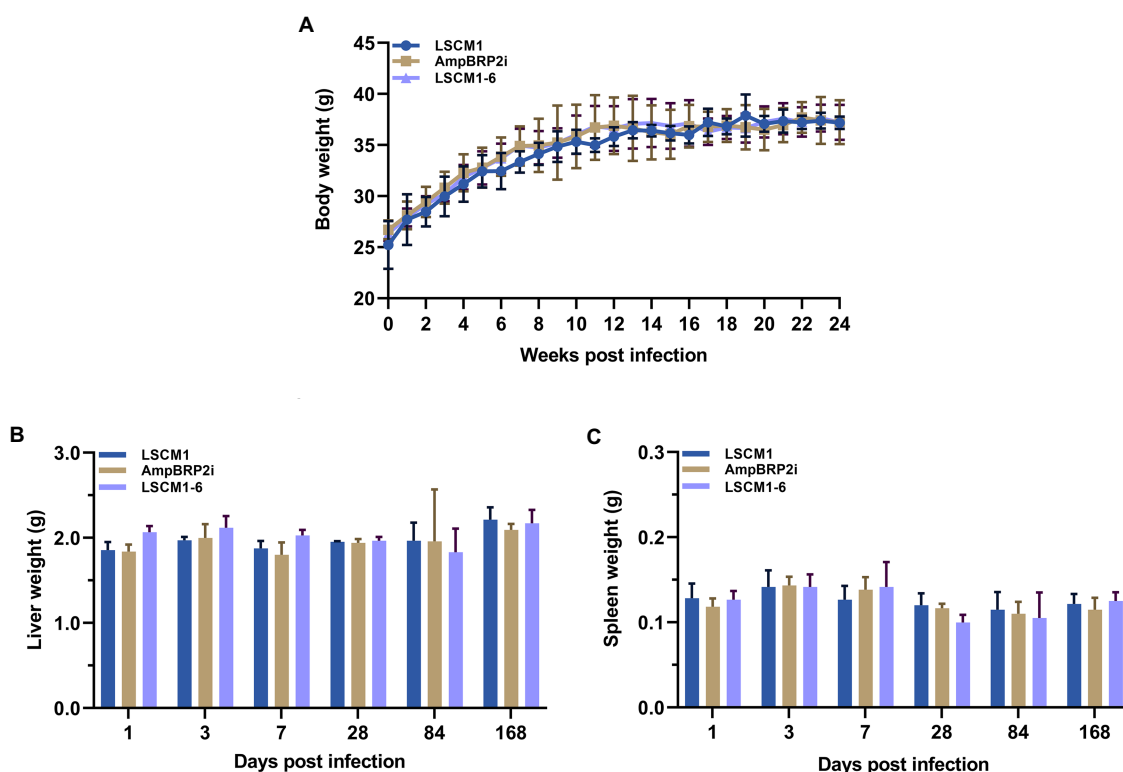 A
LSCM1
AmpBRP2i
LSCM1-6
Body weight (g)
45
40
35
30
25
20
0 2 4 6 8 10 12 14 16 18 20 22 24
Weeks post infection
B
LSCM1
AmpBRP2i
LSCM1-6
Liver weight (g)
3.0
2.0
1.0
0.0
1 3 7 28 84 168
Days post infection
C
LSCM1
AmpBRP2i
LSCM1-6
Spleen weight (g)
0.3
0.2
0.1
0.0
1 3 7 28 84 168
Days post infection